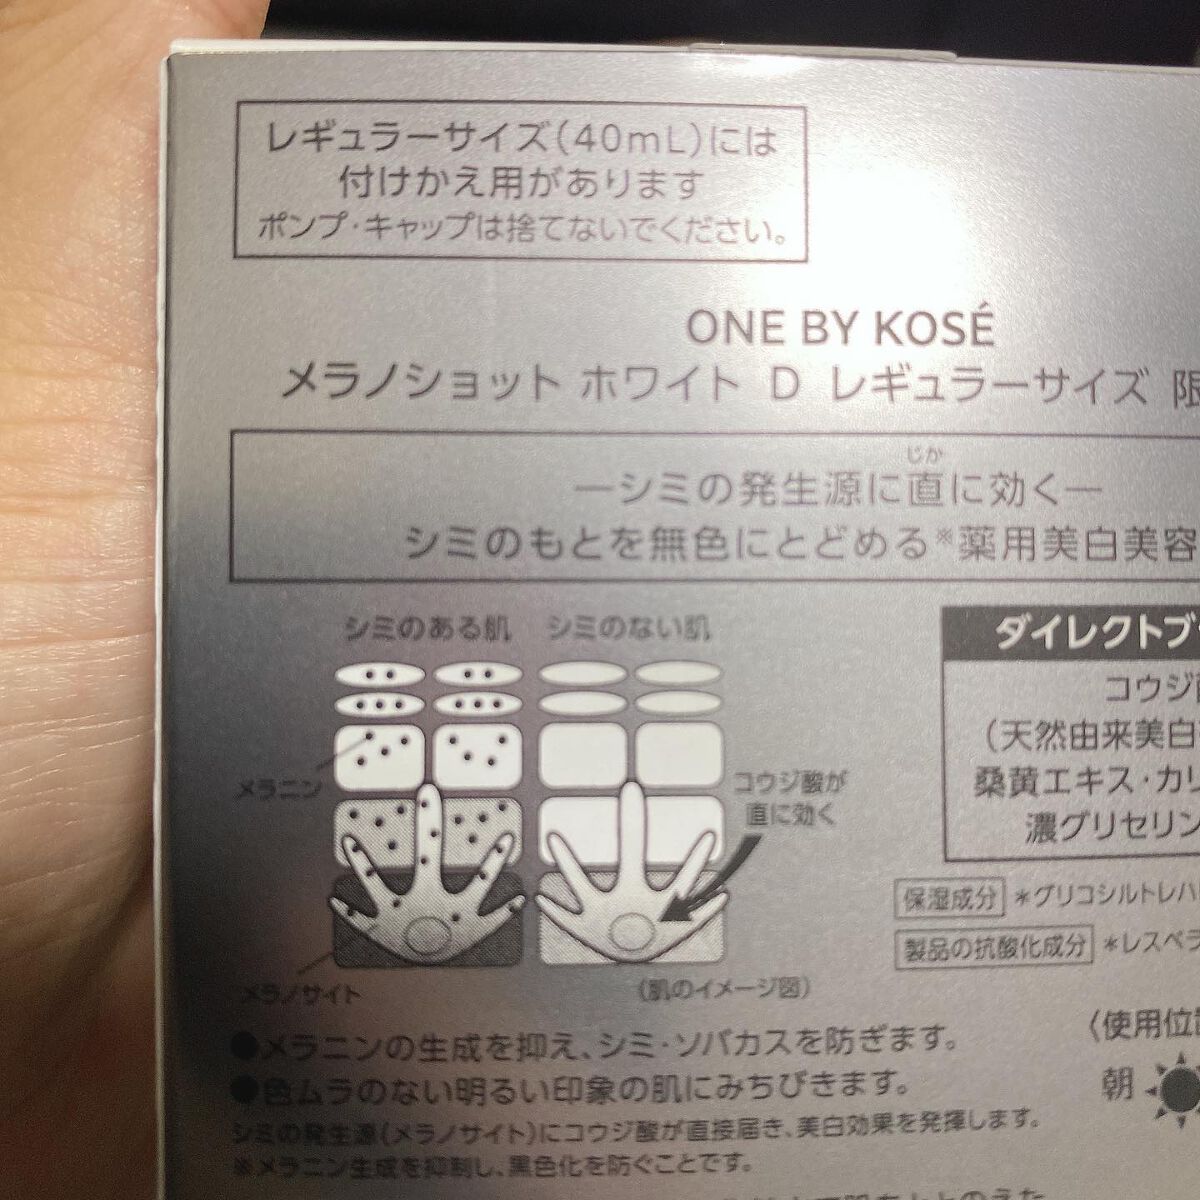 レギュラーサイズ(40mL)には
付けかえ用があります
ポンプ・キャップは捨てないでください。
ONE BY KOSÉ
メラノショット ホワイト D レギュラーサイズ 限
じか
―シミの発生源に直に効く―
シミのもとを無色にとどめる※薬用美白美容
シミのある肌 シミのない肌
メラニン
コウジ酸が
直に効く
メラノサイト
(肌のイメージ図)
ダイレクトブ
コウジ
(天然由来美白
桑黄エキス・カリ
濃グリセリン
保湿成分 *グリコシルトレハ
製品の抗酸化成分 *レスベラ
●メラニンの生成を抑え、シミ・ソバカスを防ぎます。
●色ムラのない明るい印象の肌にみちびきます。
シミの発生源(メラノサイト)にコウジ酸が直接届き、美白効果を発揮します。
※メラニン生成を抑制し、黒色化を防ぐことです。
〈使用位
朝